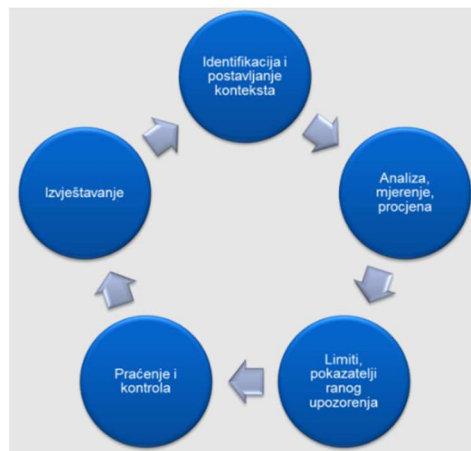 Identifikacija i
postavljanje
konteksta
Analiza,
mjerenje,
procjena
Limiti,
pokazatelji
ranog
upozorenja
Praćenje i
kontrola
Izvještavanje